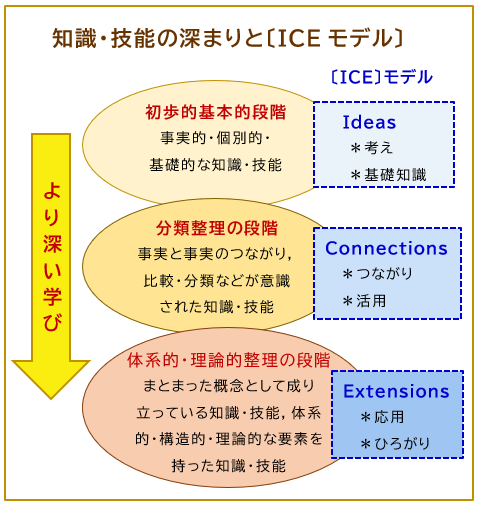 知識・技能の深まりと〔ICE モデル〕
〔ICE〕モデル
より深い学び
初歩的基本的段階
事実的・個別的・
基礎的な知識・技能
Ideas
＊考え
＊基礎知識
分類整理の段階
事実と事実のつながり，
比較・分類などが意識
された知識・技能
Connections
＊つながり
＊活用
体系的・理論的整理の段階
まとまった概念として成り
立っている知識・技能，体系
的・構造的・理論的な要素を
持った知識・技能
Extensions
＊応用
＊ひろがり